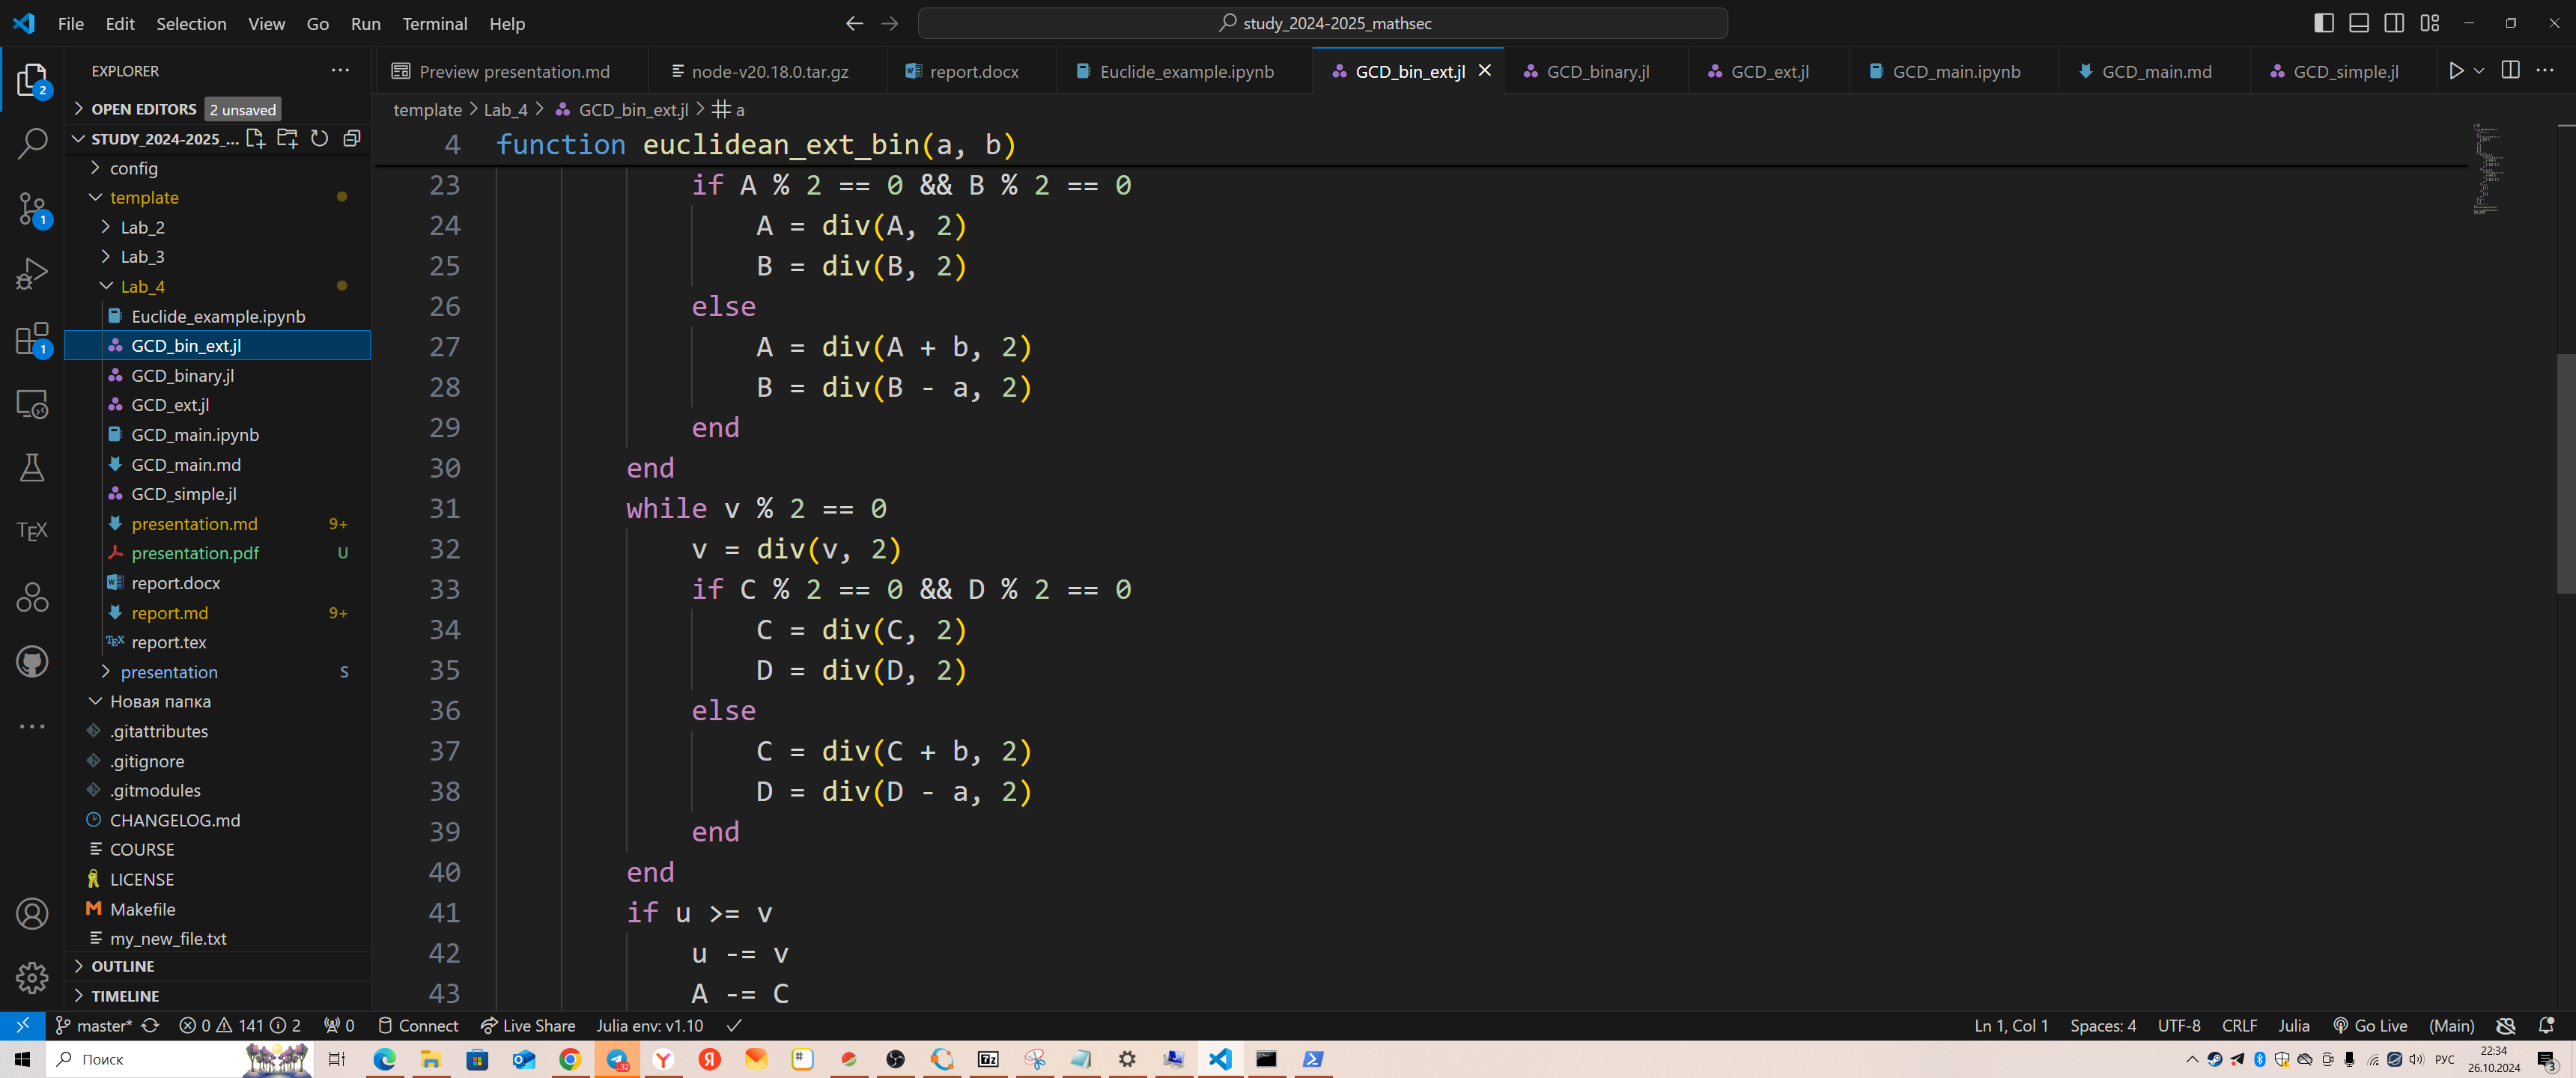 File Edit Selection View Go Run Terminal Help
study_2024-2025_mathsec
EXPLORER
Preview presentation.md
node-v20.18.0.tar.gz
report.docx
Euclide_example.ipynb
GCD_bin_ext.jl
GCD_binary.jl
GCD_ext.jl
GCD_main.ipynb
GCD_main.md
GCD_simple.jl
OPEN EDITORS 2 unsaved
STUDY_2024-2025_...
config
template
Lab_2
Lab_3
Lab_4
Euclide_example.ipynb
GCD_bin_ext.jl
GCD_binary.jl
GCD_ext.jl
GCD_main.ipynb
GCD_main.md
GCD_simple.jl
presentation.md 9+
presentation.pdf U
report.docx
report.md 9+
report.tex
presentation S
Новая папка
.gitattributes
.gitignore
.gitmodules
CHANGELOG.md
COURSE
LICENSE
Makefile
my_new_file.txt
OUTLINE
TIMELINE
2
1
1
TEX
template > Lab_4 > GCD_bin_ext.jl > a
4 function euclidean_ext_bin(a, b)
23 if A % 2 == 0 && B % 2 == 0
24 A = div(A, 2)
25 B = div(B, 2)
26 else
27 A = div(A + b, 2)
28 B = div(B - a, 2)
29 end
30 end
31 while v % 2 == 0
32 v = div(v, 2)
33 if C % 2 == 0 && D % 2 == 0
34 C = div(C, 2)
35 D = div(D, 2)
36 else
37 C = div(C + b, 2)
38 D = div(D - a, 2)
39 end
40 end
41 if u >= v
42 u -= v
43 A -= C
master* 0 141 2 0 Connect Live Share Julia env: v1.10
Ln 1, Col 1 Spaces: 4 UTF-8 CRLF Julia Go Live (Main)
Поиск
РУС
22:34
26.10.2024
3